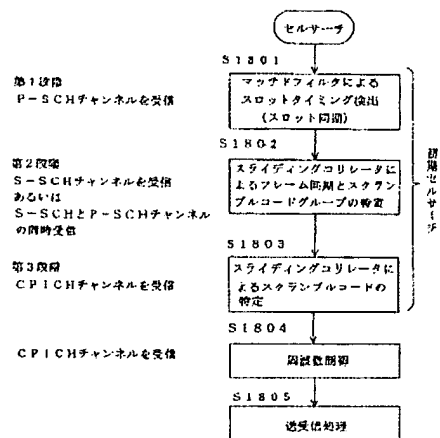 セルサーチ
S1801
第1段階
P-SCHチャンネルを受信
マッチドフィルタによる
スロットタイミング検出
(スロット同期)
S1802
第2段階
S-SCHチャンネルを受信
あるいは
S-SCHとP-SCHチャンネル
の同時受信
スライディングコリレータに
よるフレーム同期とスクラン
ブルコードグループの特定
初期セルサーチ
S1803
第3段階
CPICHチャンネルを受信
スライディングコリレータに
よるスクランブルコードの
特定
S1804
CPICHチャンネルを受信
周波数制御
S1805
送受信処理